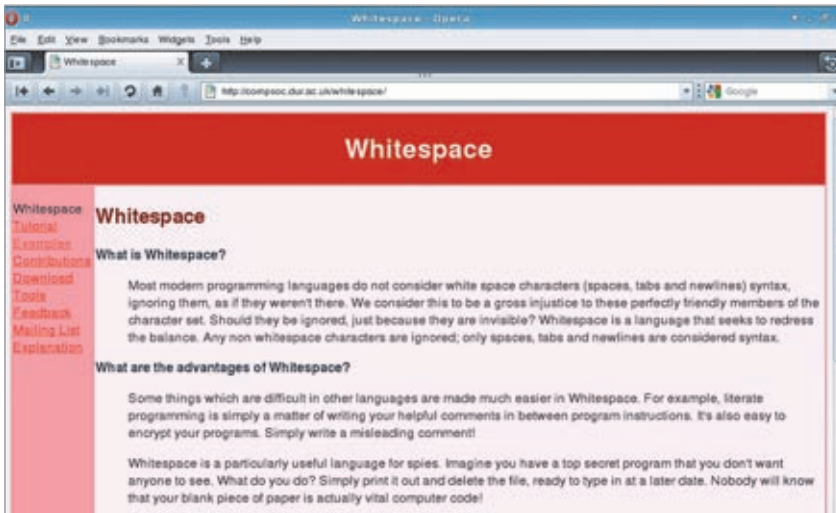 Whitespace - Opera
File Edit View Bookmarks Widgets Tools Help
Whitespace X +
http://compsoc.dur.ac.uk/whitespace/ Google
Whitespace
Whitespace
Tutorial
Examples
Contributions
Download
Tools
Feedback
Mailing List
Explanation
Whitespace
What is Whitespace?
Most modern programming languages do not consider white space characters (spaces, tabs and newlines) syntax,
ignoring them, as if they weren't there. We consider this to be a gross injustice to these perfectly friendly members of the
character set. Should they be ignored, just because they are invisible? Whitespace is a language that seeks to redress
the balance. Any non whitespace characters are ignored; only spaces, tabs and newlines are considered syntax.
What are the advantages of Whitespace?
Some things which are difficult in other languages are made much easier in Whitespace. For example, literate
programming is simply a matter of writing your helpful comments in between program instructions. It's also easy to
encrypt your programs. Simply write a misleading comment!
Whitespace is a particularly useful language for spies. Imagine you have a top secret program that you don't want
anyone to see. What do you do? Simply print it out and delete the file, ready to type in at a later date. Nobody will know
that your blank piece of paper is actually vital computer code!